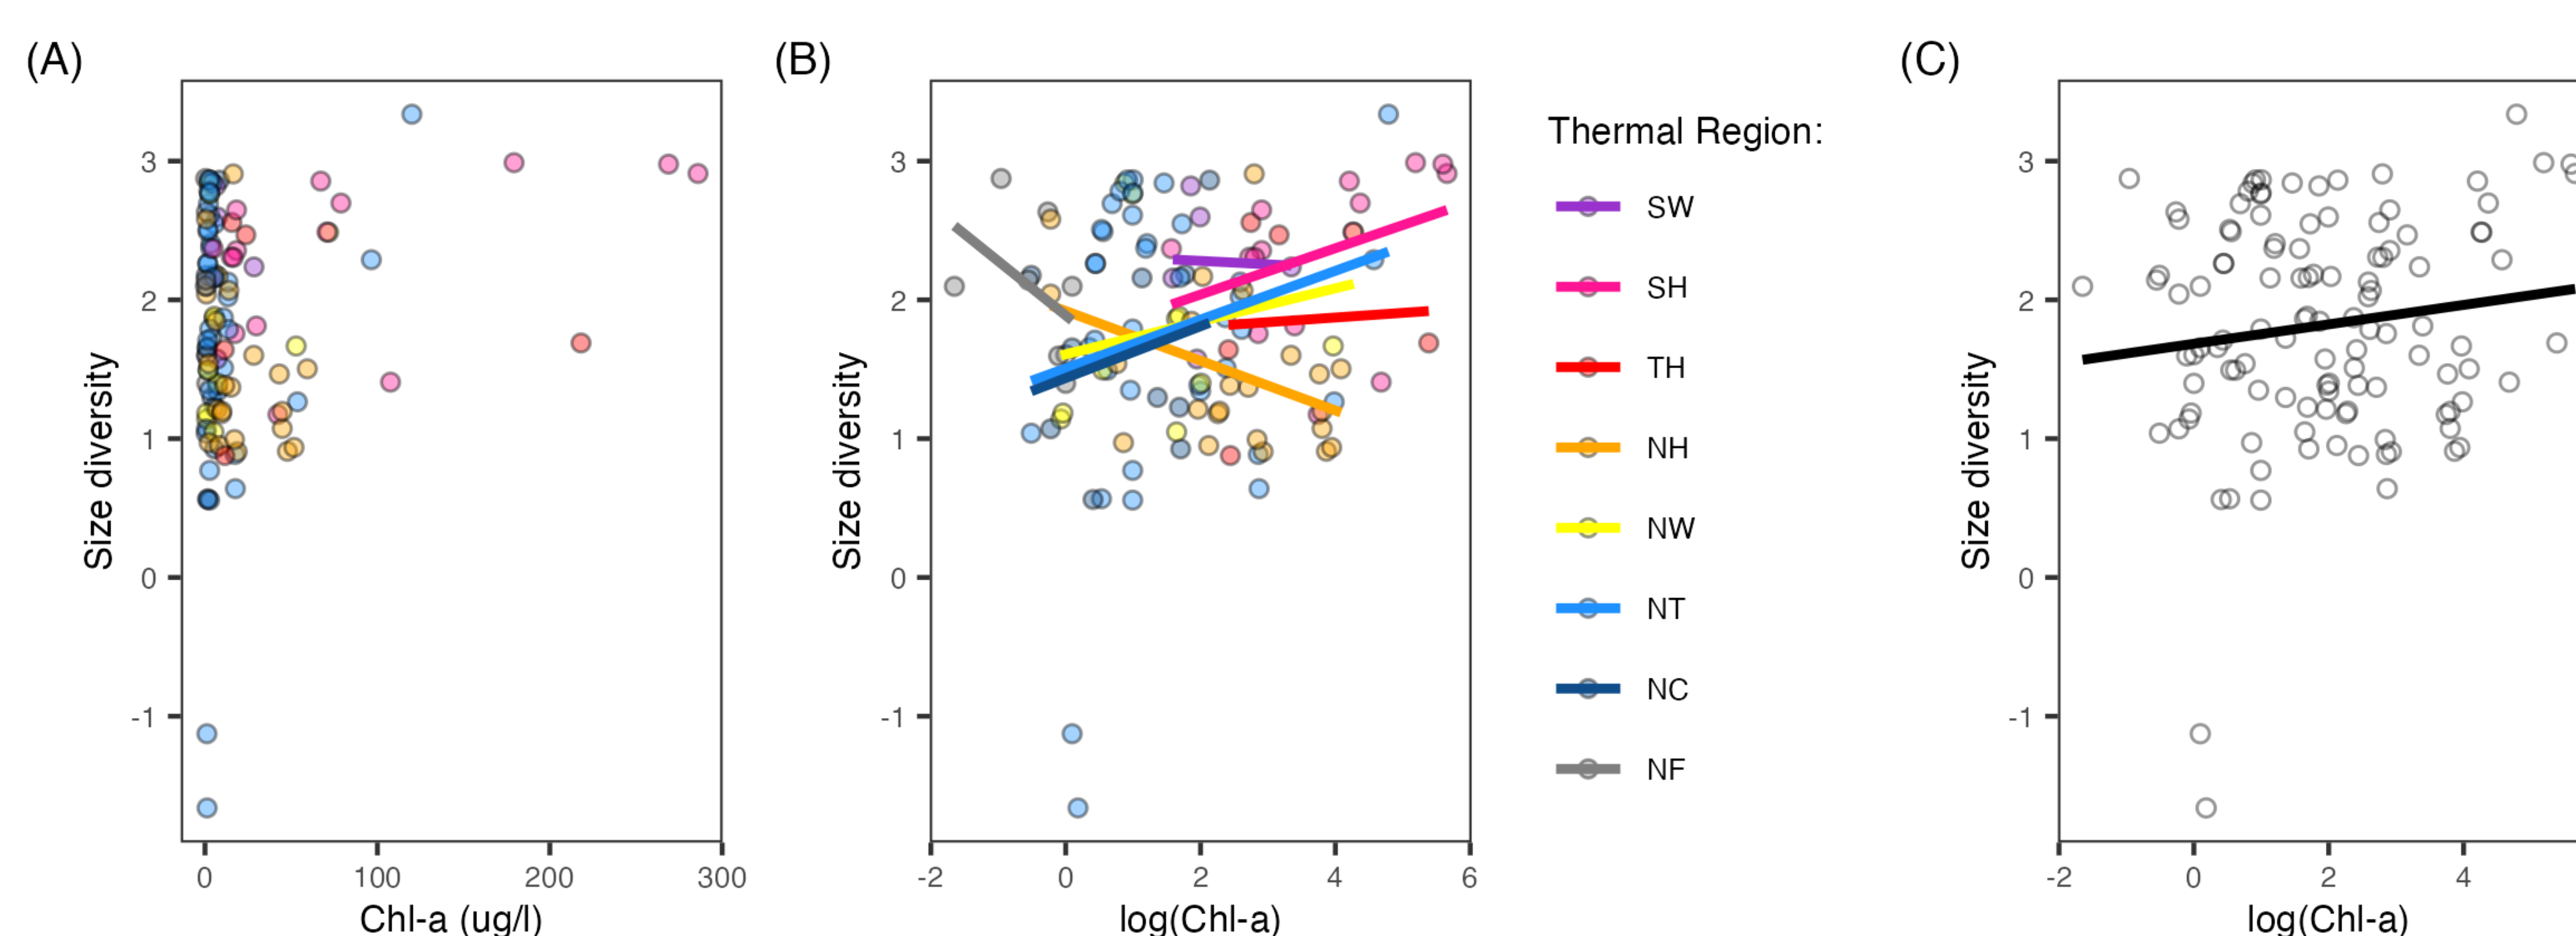 (A)
3
2
1
0
-1
Size diversity
0 100 200 300
Chl-a (ug/l)
(B)
3
2
1
0
-1
Size diversity
-2 0 2 4 6
log(Chl-a)
Thermal Region:
SW
SH
TH
NH
NW
NT
NC
NF
(C)
3
2
1
0
-1
Size diversity
-2 0 2 4
log(Chl-a)